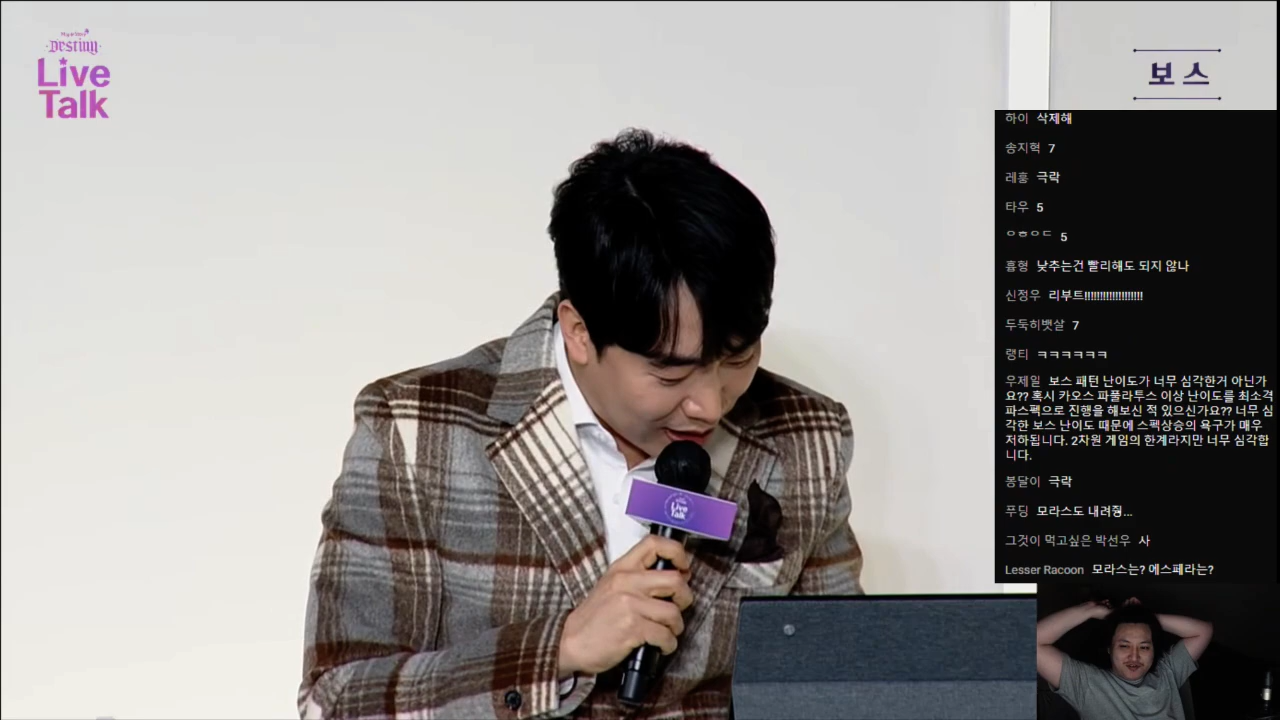 Destiny
Live
Talk
보스
하이 삭제해
송지혁 7
레훙 극락
타우 5
ㅇㅎㅇㄷ 5
흡형 낮추는건 빨리해도 되지 않나
신정우 리부트!!!!!!!!!!!!!!!!!!!
두둑히뱃살 7
랭티 ㅋㅋㅋㅋㅋㅋ
우제일 보스 패턴 난이도가 너무 심각한거 아닌가
요?? 혹시 카오스 파풀라투스 이상 난이도를 최소격
파스펙으로 진행을 해보신 적 있으신가요?? 너무 심
각한 보스 난이도 때문에 스펙상승의 욕구가 매우
저하됩니다. 2차원 게임의 한계라지만 너무 심각합
니다.
봉달이 극락
푸딩 모라스도 내려줭...
그것이 먹고싶은 박선우 사
Lesser Racoon 모라스는? 에스페라는?
Live
Talk